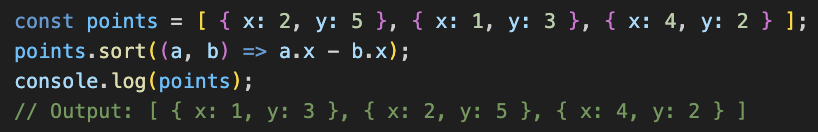 const points = [ { x: 2, y: 5 }, { x: 1, y: 3 }, { x: 4, y: 2 } ];
points.sort((a, b) => a.x - b.x);
console.log(points);
// Output: [ { x: 1, y: 3 }, { x: 2, y: 5 }, { x: 4, y: 2 } ]